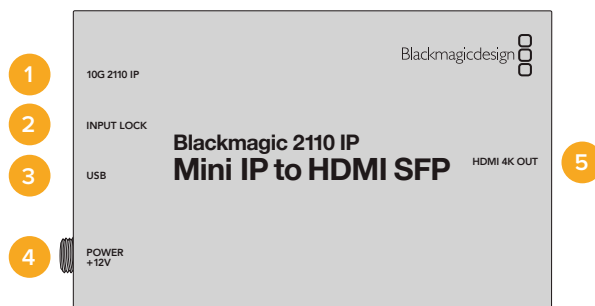 Blackmagicdesign
1
10G 2110 IP
2
INPUT LOCK
Blackmagic 2110 IP
Mini IP to HDMI SFP
3
USB
HDMI 4K OUT
5
4
POWER
+12V